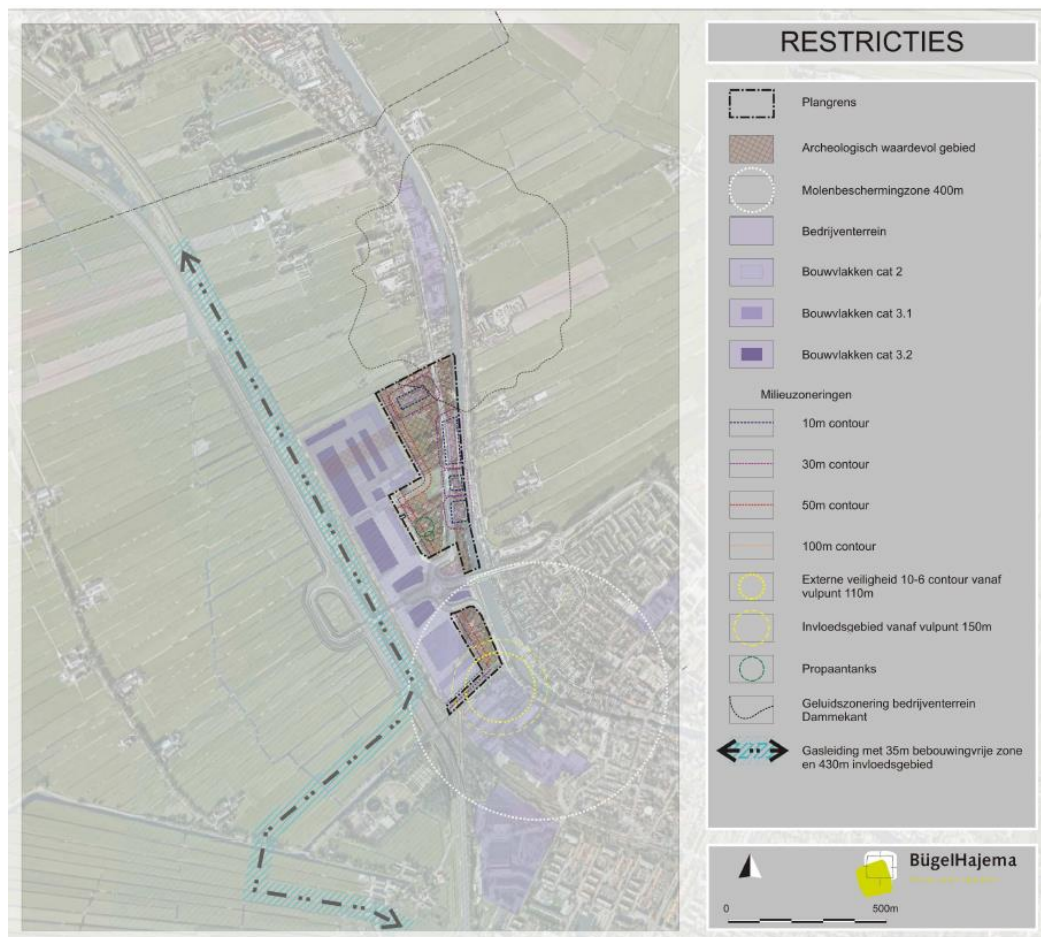 RESTRICTIES
Plangrens
Archeologisch waardevol gebied
Molenbeschermingzone 400m
Bedrijventerrein
Bouwvlakken cat 2
Bouwvlakken cat 3.1
Bouwvlakken cat 3.2
Milieuzoneringen
10m contour
30m contour
50m contour
100m contour
Externe veiligheid 10-6 contour vanaf
vulpunt 110m
Invloedsgebied vanaf vulpunt 150m
Propaantanks
Geluidszonering bedrijventerrein
Dammekant
Gasleiding met 35m bebouwingvrije zone
en 430m invloedsgebied
BügelHajema
0 500m